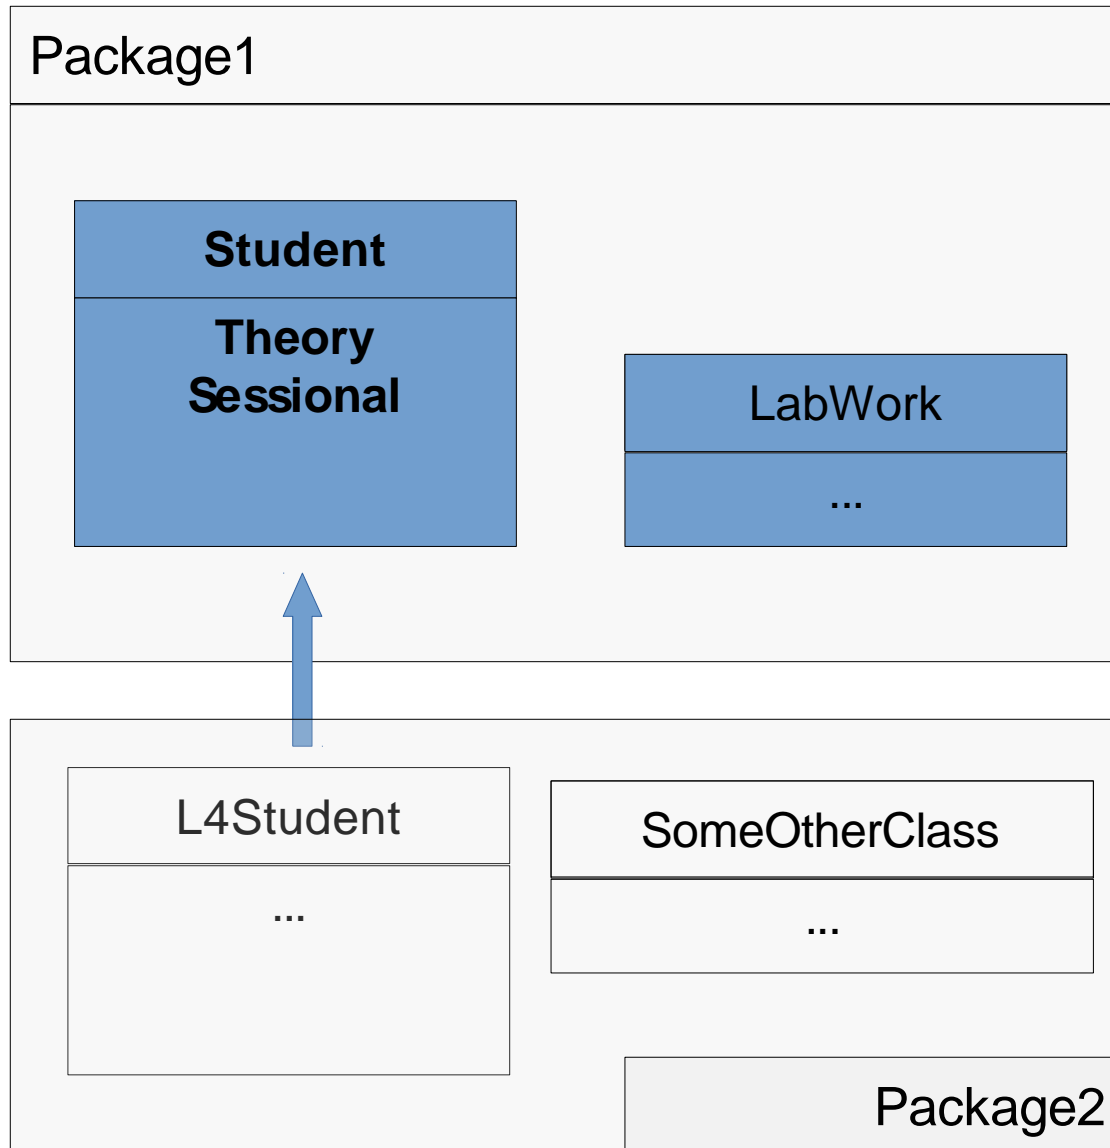 Package1
Student
Theory
Sessional
LabWork
...
L4Student
...
SomeOtherClass
...
Package2